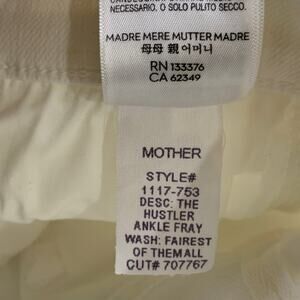 NECESSARIO. O SOLO PULITO SECCO.
MADRE MERE MUTTER MADRE
母母 親 어머니
RN 133376
CA 62349
MOTHER
STYLE#
1117-753
DESC: THE
HUSTLER
ANKLE FRAY
WASH: FAIREST
OF THEMALL
CUT# 707767